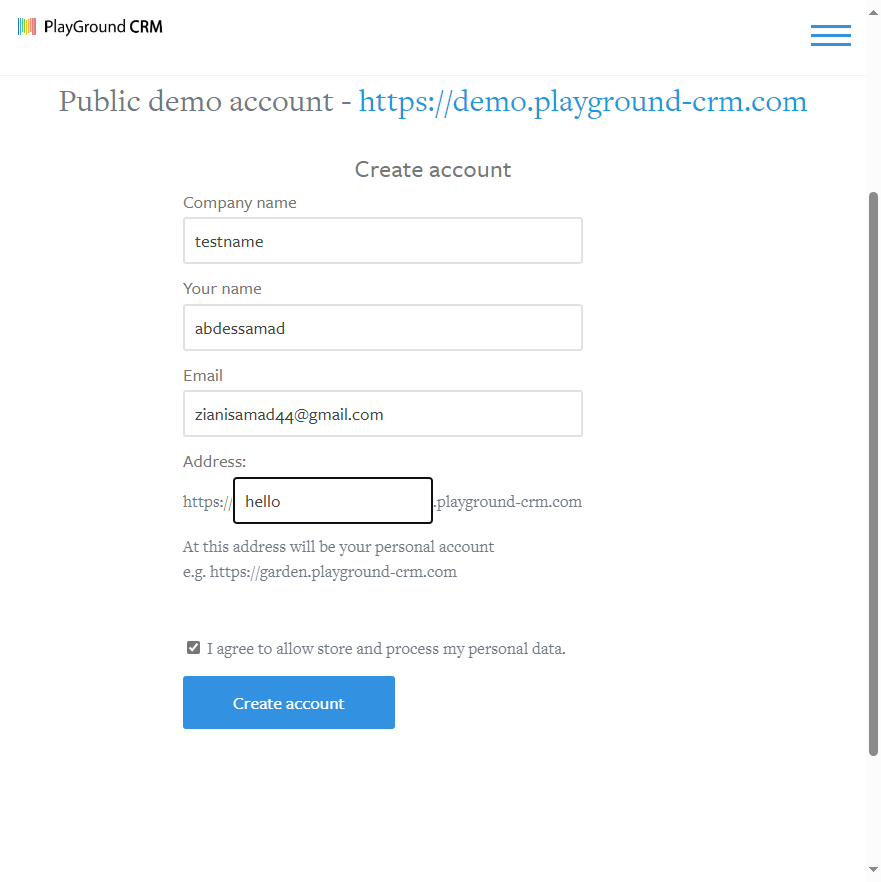 PlayGround CRM
Public demo account - https://demo.playground-crm.com
Create account
Company name
testname
Your name
abdessamad
Email
zianisamad44@gmail.com
Address:
https:// hello .playground-crm.com
At this address will be your personal account
e.g. https://garden.playground-crm.com
I agree to allow store and process my personal data.
Create account